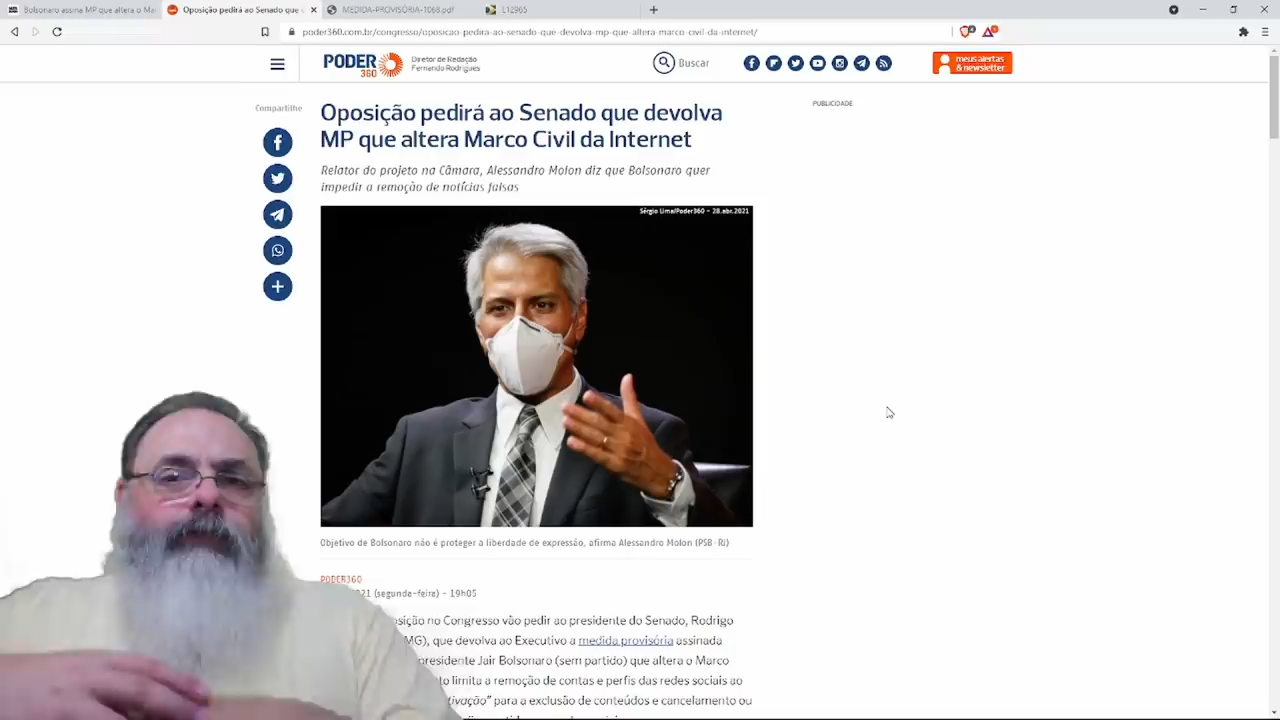 Bolsonaro assina MP que altera o Mar
Oposição pedirá ao Senado que
MEDIDA-PROVISÓRIA-1068.pdf
L12965
poder360.com.br/congresso/oposicao-pedira-ao-senado-que-devolva-mp-que-altera-marco-civil-da-internet/
PODER
360
Diretor de Redação
Fernando Rodrigues
Buscar
meus alertas
& newsletter
Compartilhe
PUBLICIDADE
Oposição pedirá ao Senado que devolva
MP que altera Marco Civil da Internet
Relator do projeto na Câmara, Alessandro Molon diz que Bolsonaro quer
impedir a remoção de notícias falsas
Sérgio Lima/Poder360 - 28.abr.2021
Objetivo de Bolsonaro não é proteger a liberdade de expressão, afirma Alessandro Molon (PSB-RJ)
PODER360
2021 (segunda-feira) - 19h05
no Congresso vão pedir ao presidente do Senado, Rodrigo
MG), que devolva ao Executivo a medida provisória assinada
presidente Jair Bolsonaro (sem partido) que altera o Marco
limita a remoção de contas e perfis das redes sociais ao
para a exclusão de conteúdos e cancelamento ou